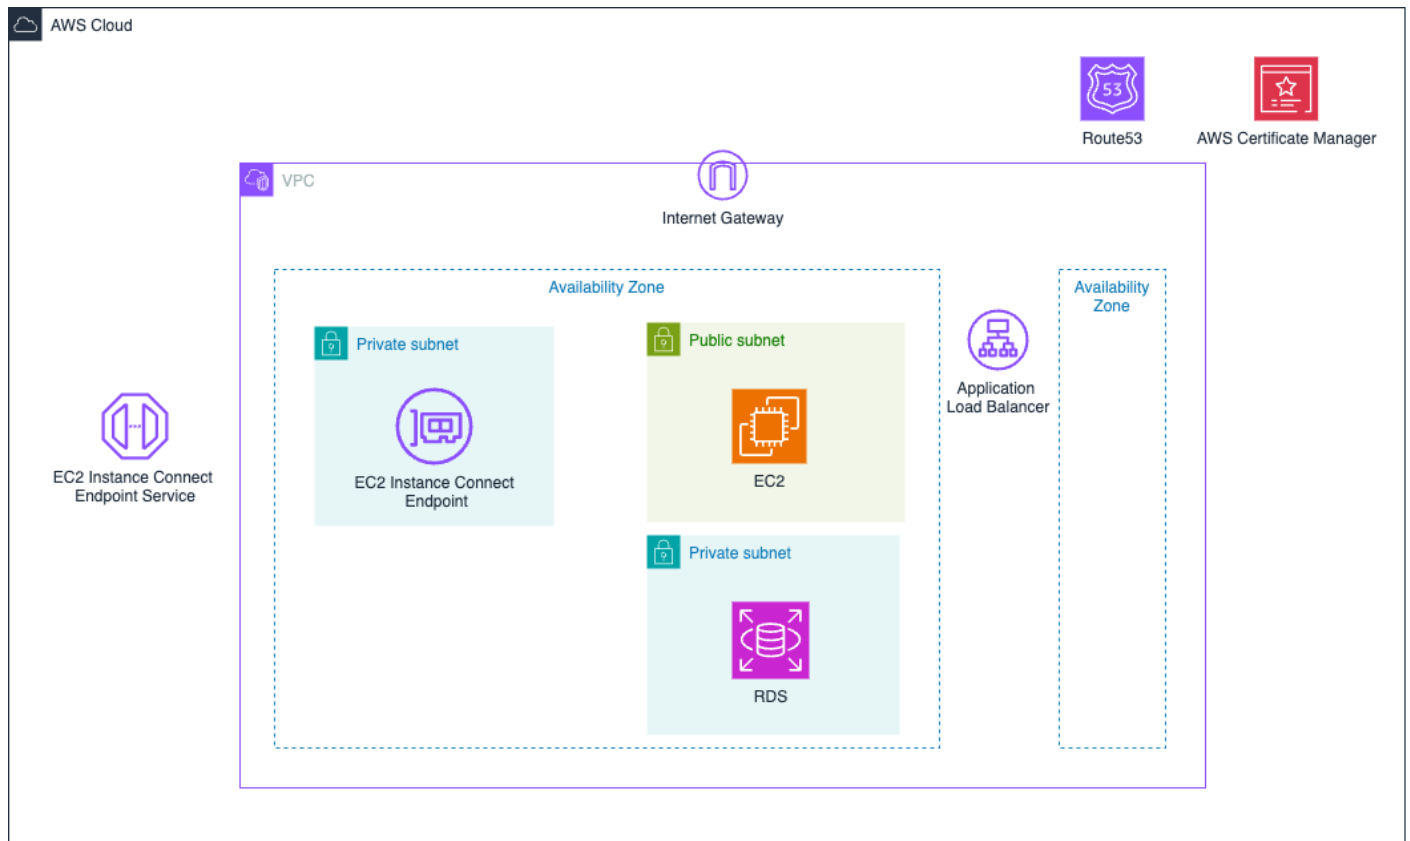 AWS Cloud
53
Route53
AWS Certificate Manager
VPC
Internet Gateway
Availability Zone
Availability
Zone
Private subnet
Public subnet
Application
Load Balancer
EC2 Instance Connect
Endpoint Service
EC2 Instance Connect
Endpoint
EC2
Private subnet
RDS